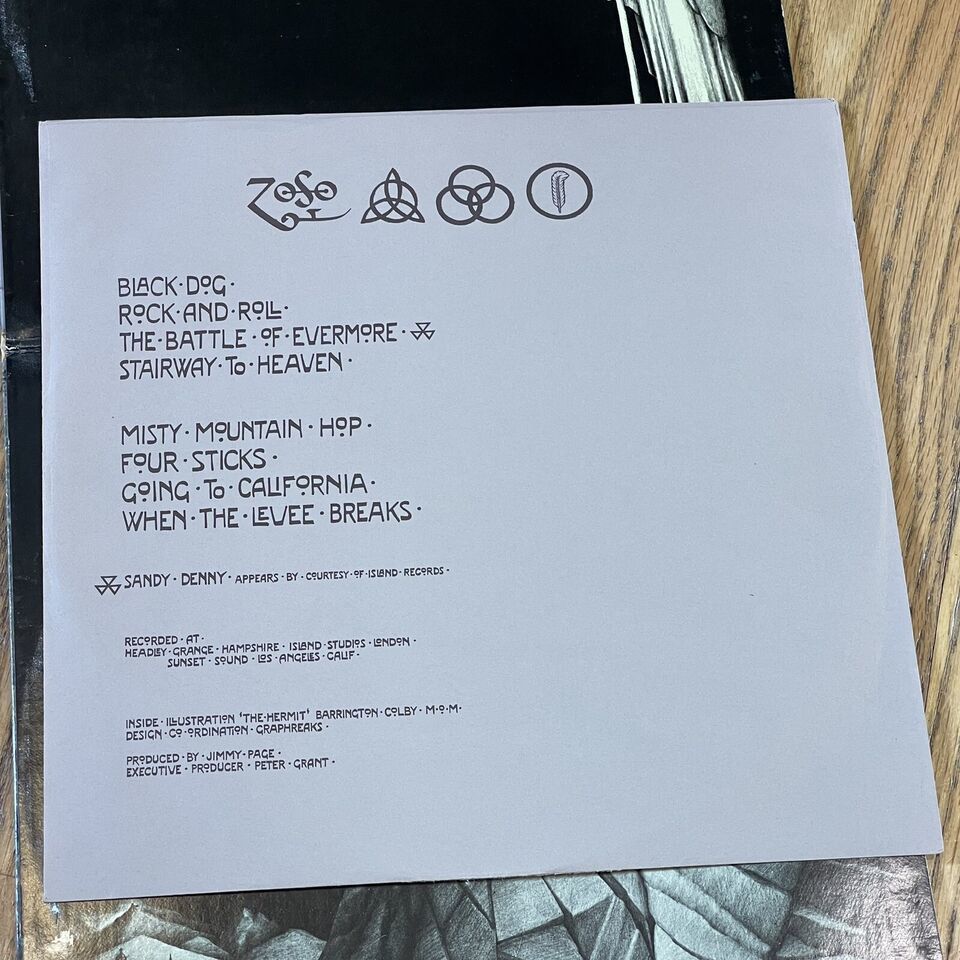 ZoSo
BLACK · DOG ·
ROCK · AND · ROLL ·
THE · BATTLE · OF · EVERMORE ·
STAIRWAY · To · HEAVEN ·
MISTY · MOUNTAIN · HOP ·
FOUR · STICKS ·
GOING · To · CALIFORNIA ·
WHEN · THE · LEVEE · BREAKS ·
SANDY · DENNY · APPEARS · BY · COURTESY · OF · ISLAND · RECORDS ·
RECORDED · AT ·
HEADLEY · GRANGE · HAMPSHIRE · ISLAND · STUDIOS · LONDON ·
SUNSET · SOUND · LOS · ANGELES · CALIF ·
INSIDE · ILLUSTRATION 'THE · HERMIT' BARRINGTON · COLBY · M · O · M ·
DESIGN · CO · ORDINATION · GRAPHREAKS ·
PRODUCED · BY · JIMMY · PAGE ·
EXECUTIVE · PRODUCER · PETER · GRANT ·